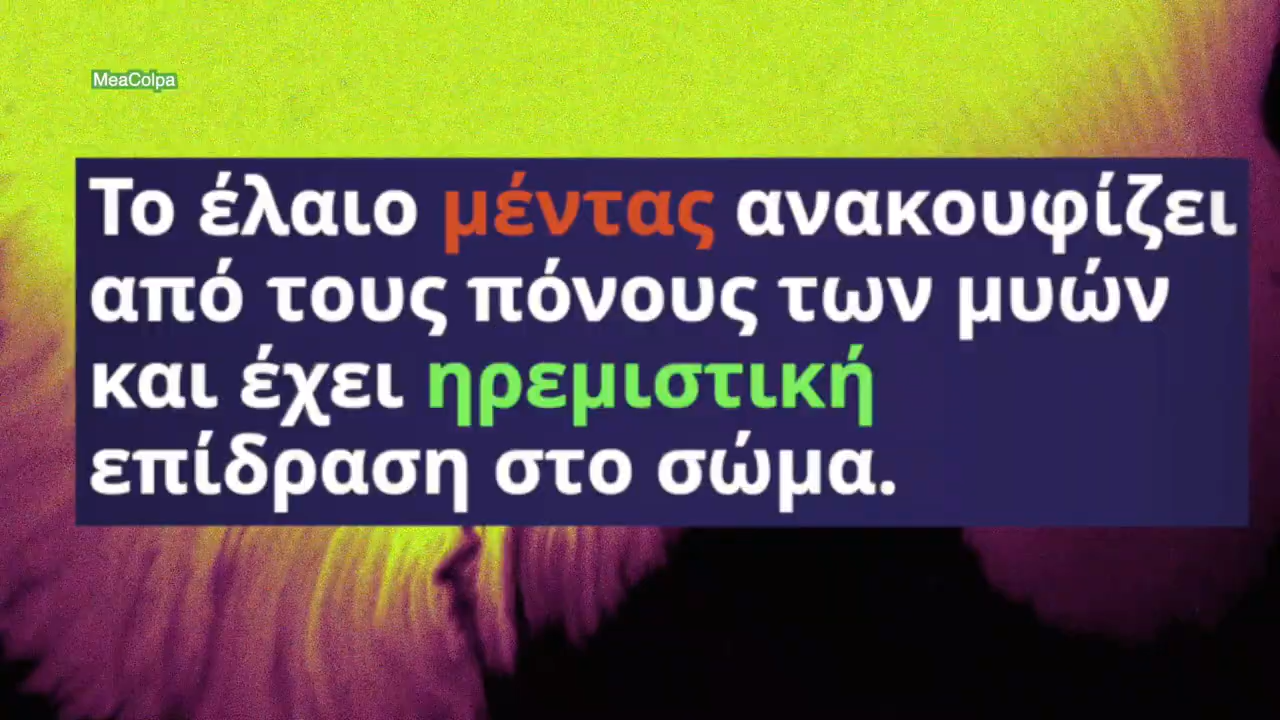 MeaColpa
Το έλαιο μέντας ανακουφίζει
από τους πόνους των μυών
και έχει ηρεμιστική
επίδραση στο σώμα.